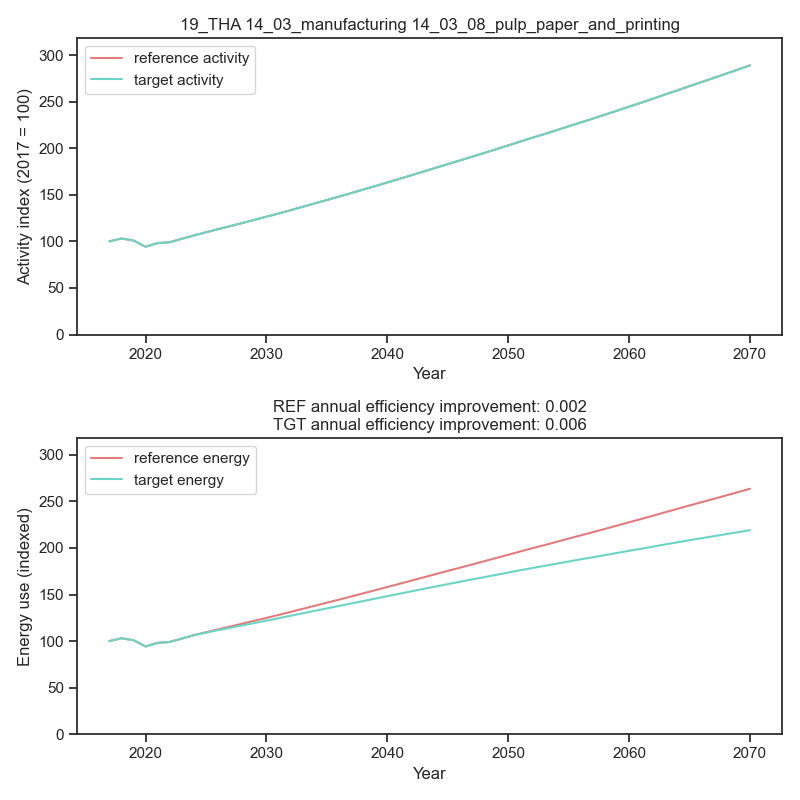 19_THA 14_03_manufacturing 14_03_08_pulp_paper_and_printing
300
250
200
150
100
50
0
Activity index (2017 = 100)
reference activity
target activity
2020 2030 2040 2050 2060 2070
Year
REF annual efficiency improvement: 0.002
TGT annual efficiency improvement: 0.006
300
250
200
150
100
50
0
Energy use (indexed)
reference energy
target energy
2020 2030 2040 2050 2060 2070
Year